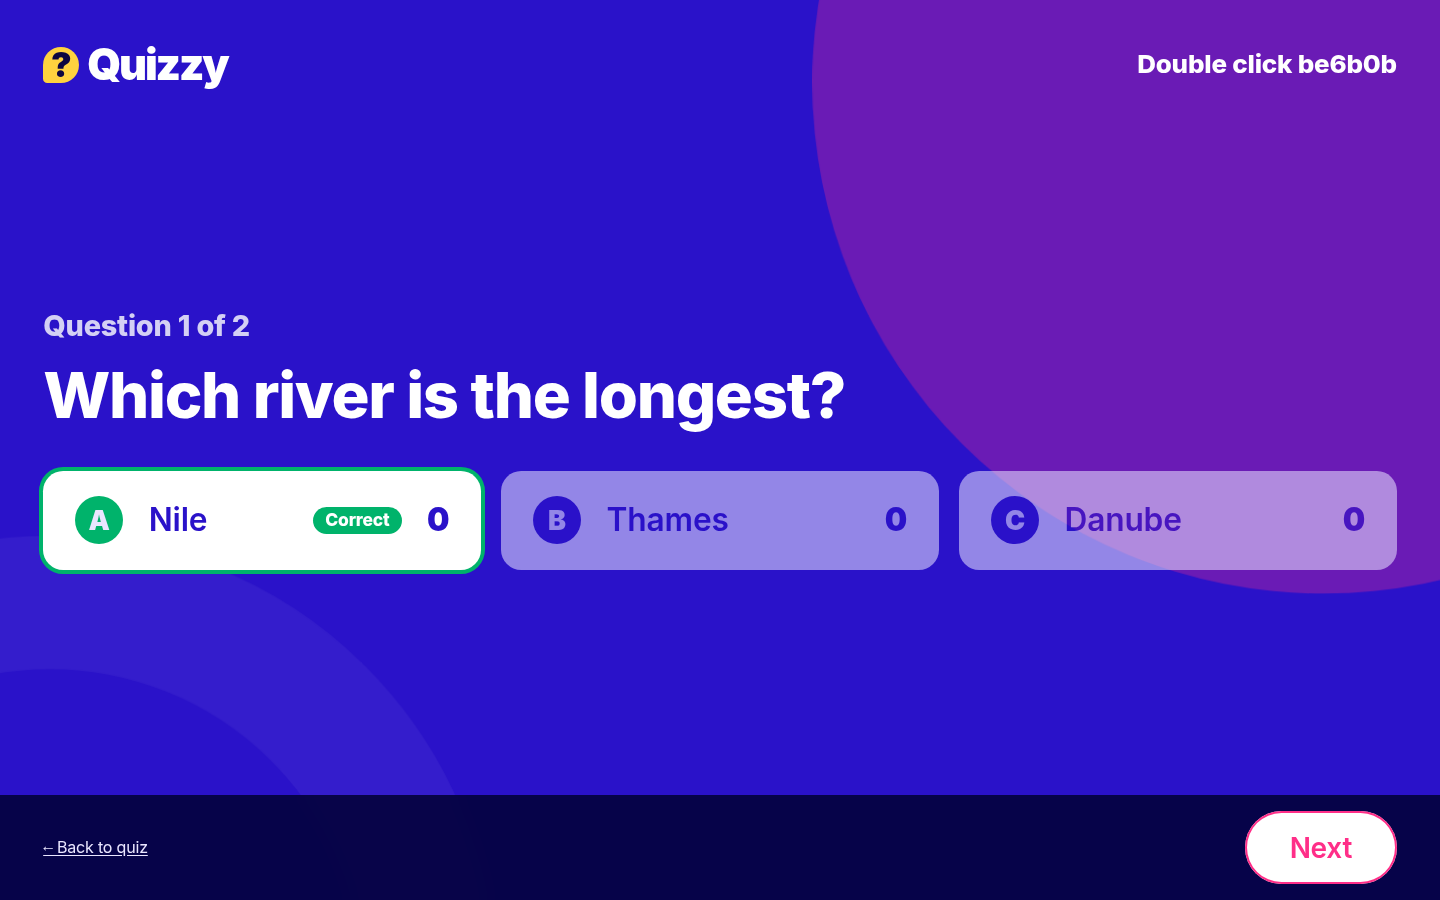 ? Quizzy
Double click be6b0b
Question 1 of 2
Which river is the longest?
A Nile Correct 0
B Thames 0
C Danube 0
← Back to quiz
Next